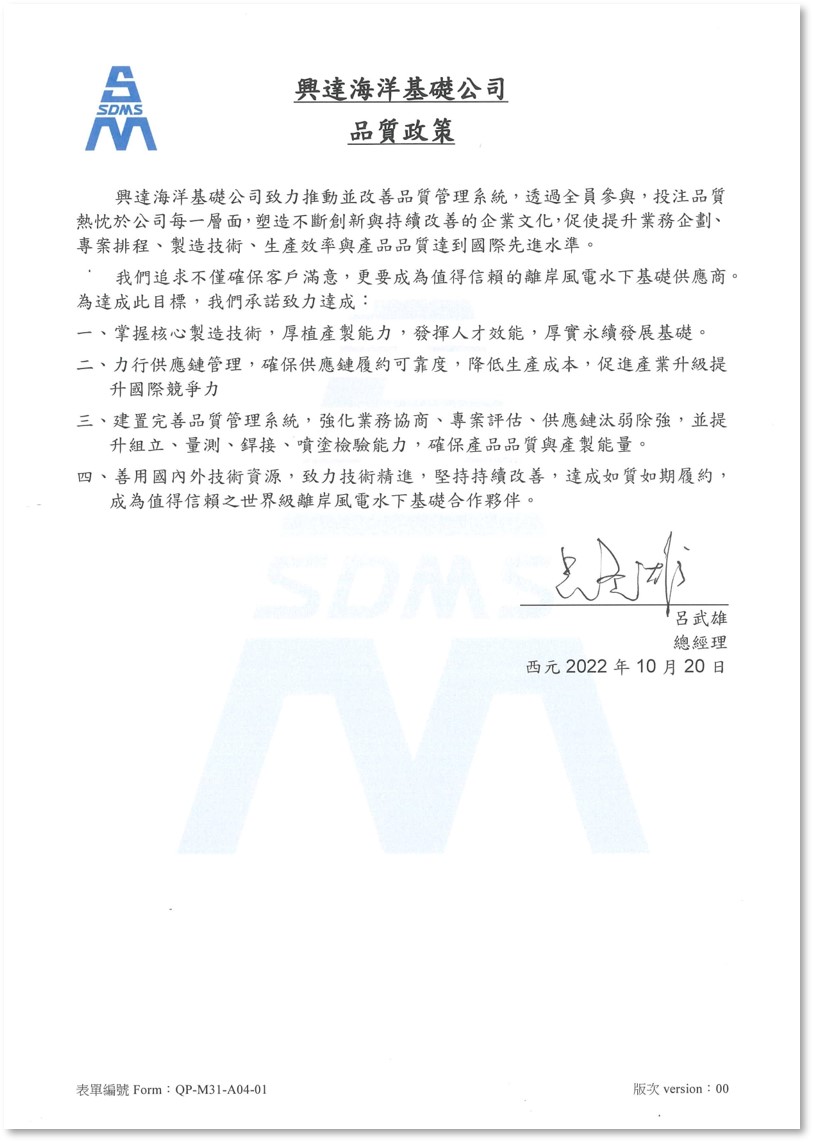 SDMS
興達海洋基礎公司
品質政策
興達海洋基礎公司致力推動並改善品質管理系統，透過全員參與，投注品質
熱忱於公司每一層面，塑造不斷創新與持續改善的企業文化，促使提升業務企劃、
專案排程、製造技術、生產效率與產品品質達到國際先進水準。
我們追求不僅確保客戶滿意，更要成為值得信賴的離岸風電水下基礎供應商。
為達成此目標，我們承諾致力達成：
一、掌握核心製造技術，厚植產製能力，發揮人才效能，厚實永續發展基礎。
二、力行供應鏈管理，確保供應鏈履約可靠度，降低生產成本，促進產業升級提
升國際競爭力
三、建置完善品質管理系統，強化業務協商、專案評估、供應鏈汰弱除強，並提
升組立、量測、銲接、噴塗檢驗能力，確保產品品質與產製能量。
四、善用國內外技術資源，致力技術精進，堅持持續改善，達成如質如期履約，
成為值得信賴之世界級離岸風電水下基礎合作夥伴。
SDMS
呂武雄
呂武雄
總經理
西元 2022 年 10 月 20 日
表單編號 Form：QP-M31-A04-01
版次 version：00